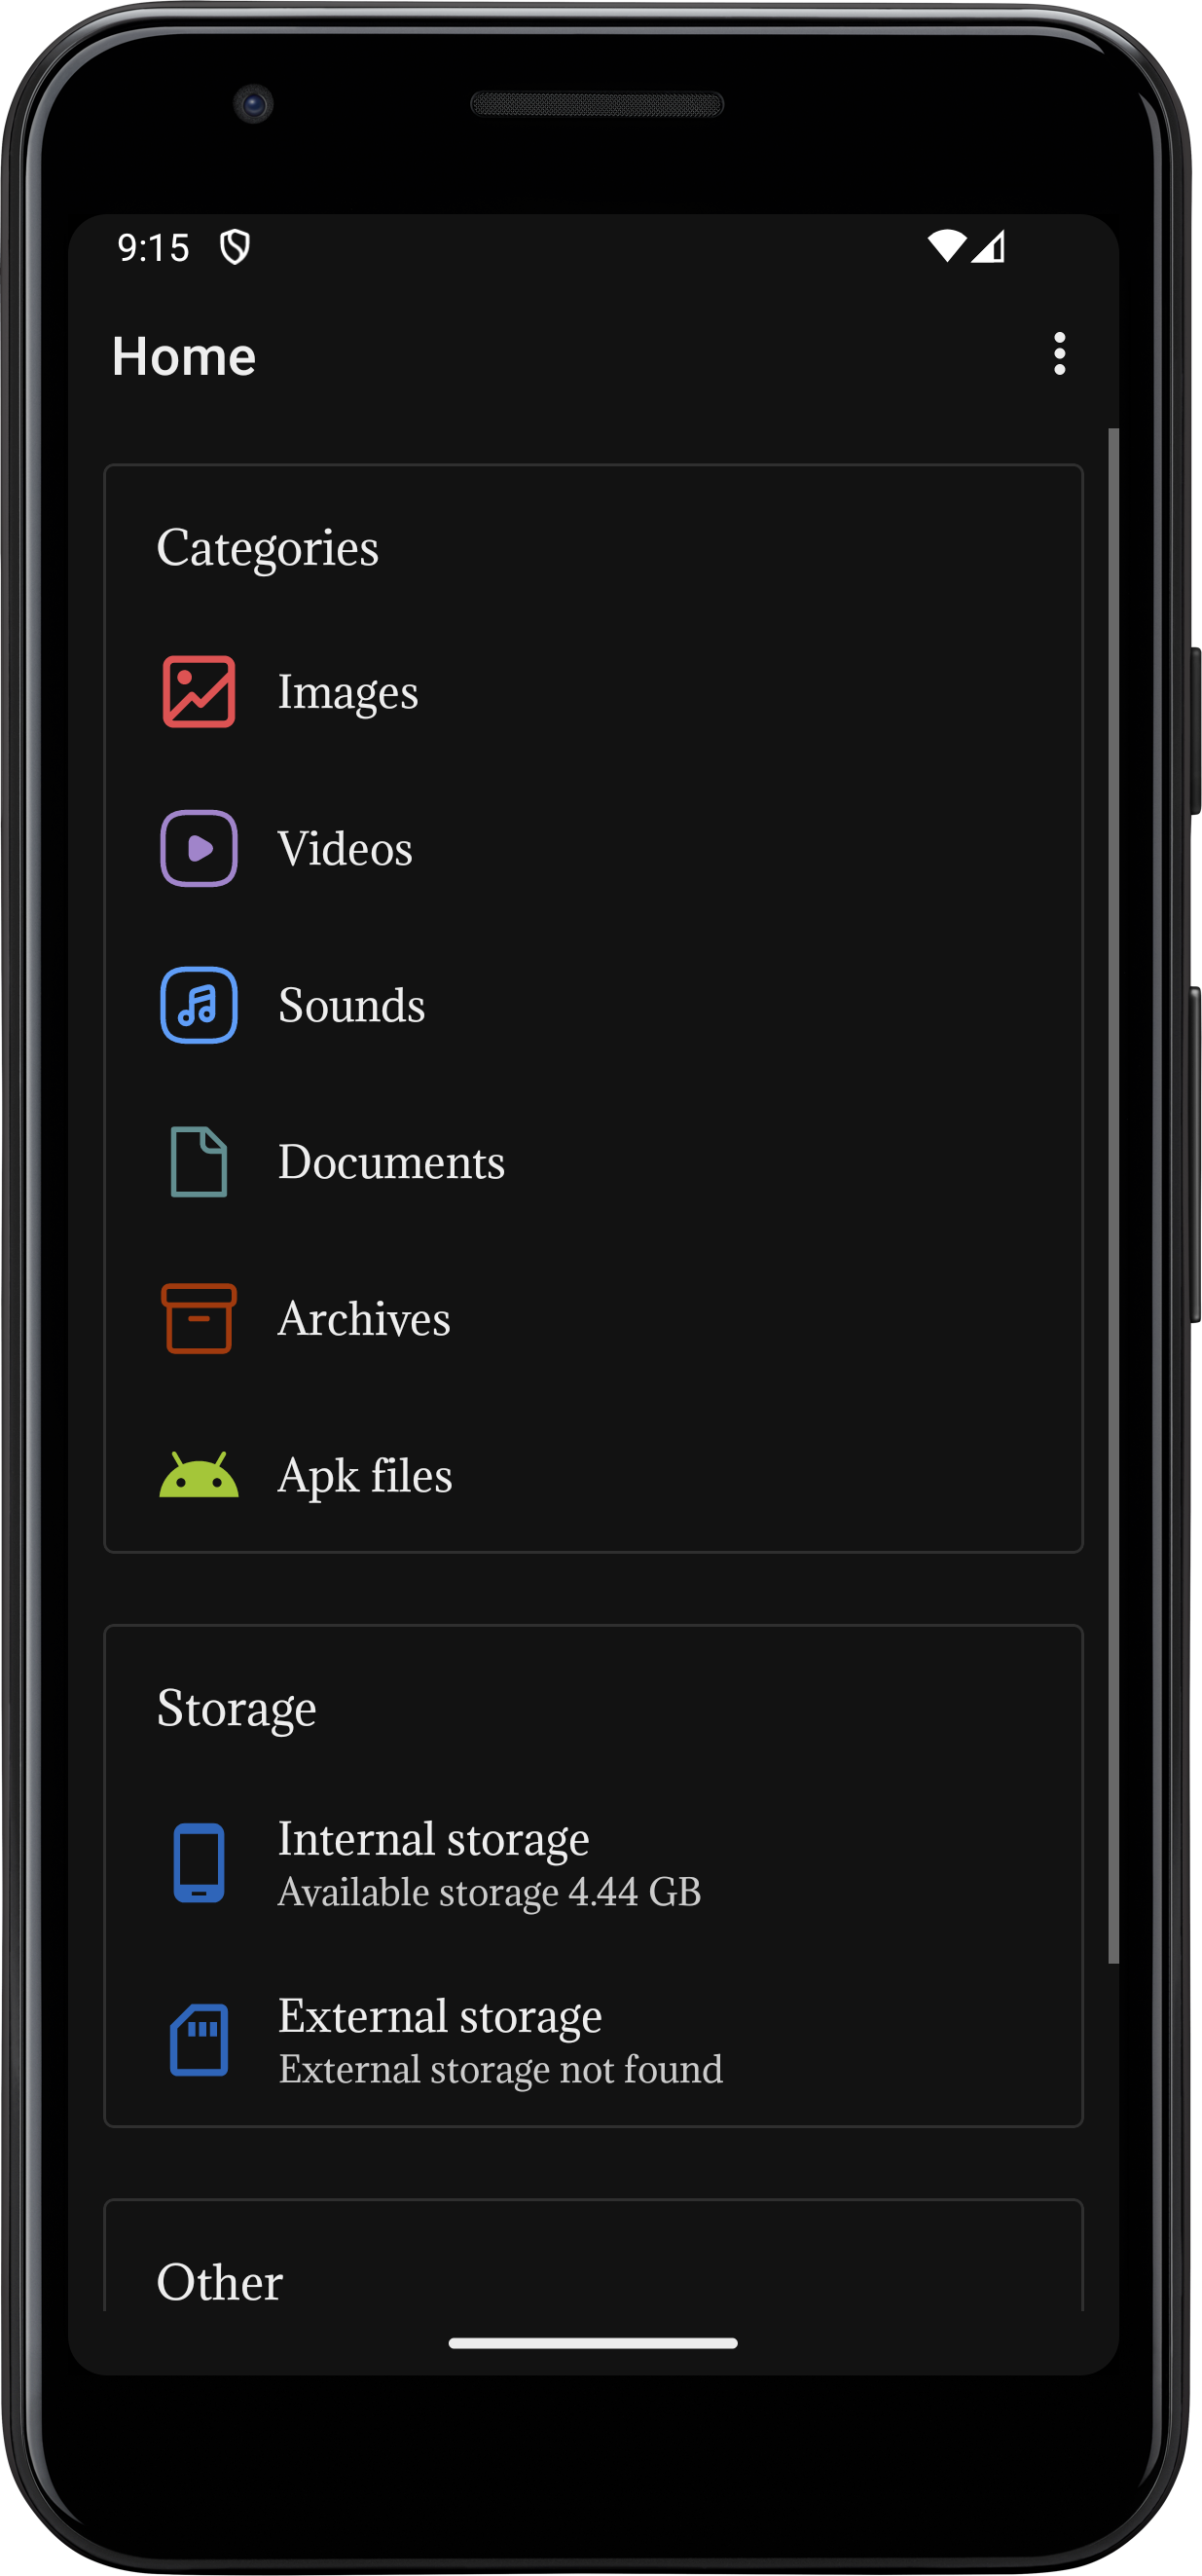 9:15
Home
Categories
Images
Videos
Sounds
Documents
Archives
Apk files
Storage
Internal storage
Available storage 4.44 GB
External storage
External storage not found
Other